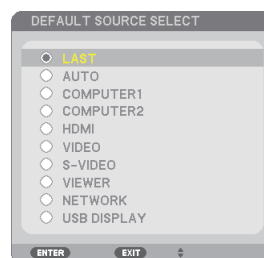 DEFAULT SOURCE SELECT
LAST
AUTO
COMPUTER1
COMPUTER2
HDMI
VIDEO
S-VIDEO
VIEWER
NETWORK
USB DISPLAY
ENTER EXIT